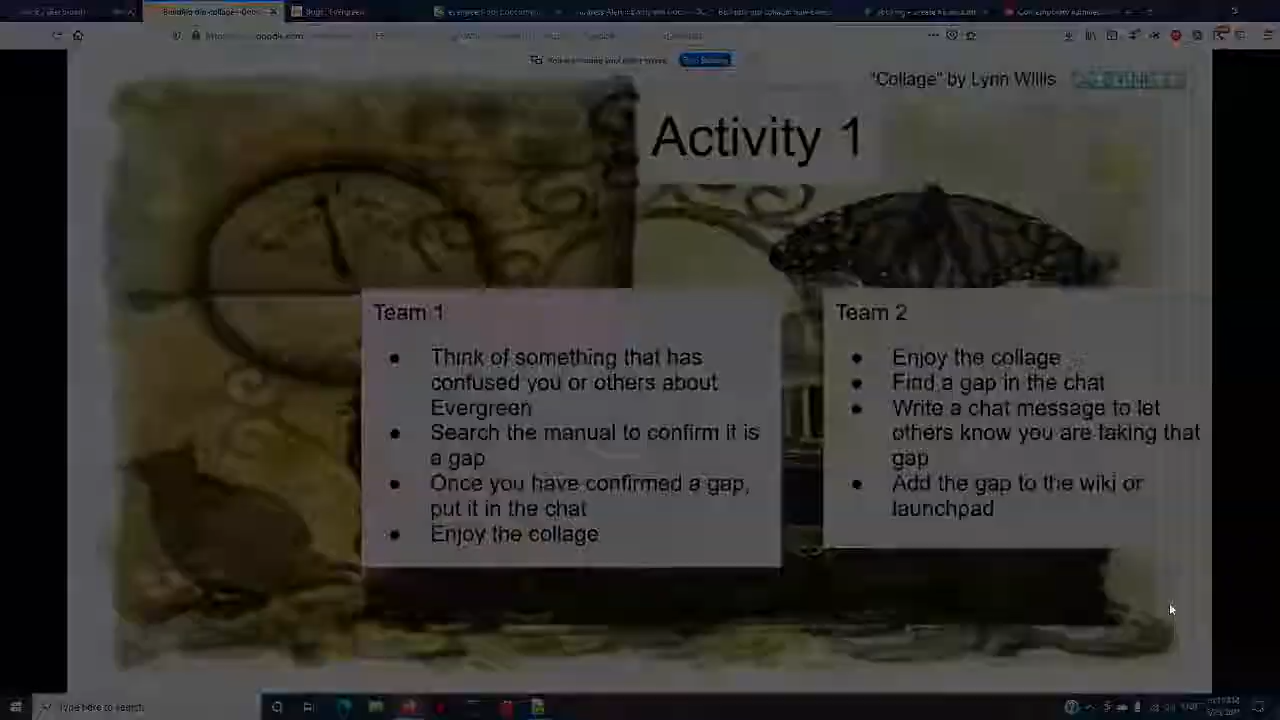 "Collage" by Lynn Willis
Activity 1
Team 1
● Think of something that has
confused you or others about
Evergreen
● Search the manual to confirm it is
a gap
● Once you have confirmed a gap,
put it in the chat
● Enjoy the collage
Team 2
● Enjoy the collage
● Find a gap in the chat
● Write a chat message to let
others know you are taking that
gap
● Add the gap to the wiki or
launchpad
Type here to search